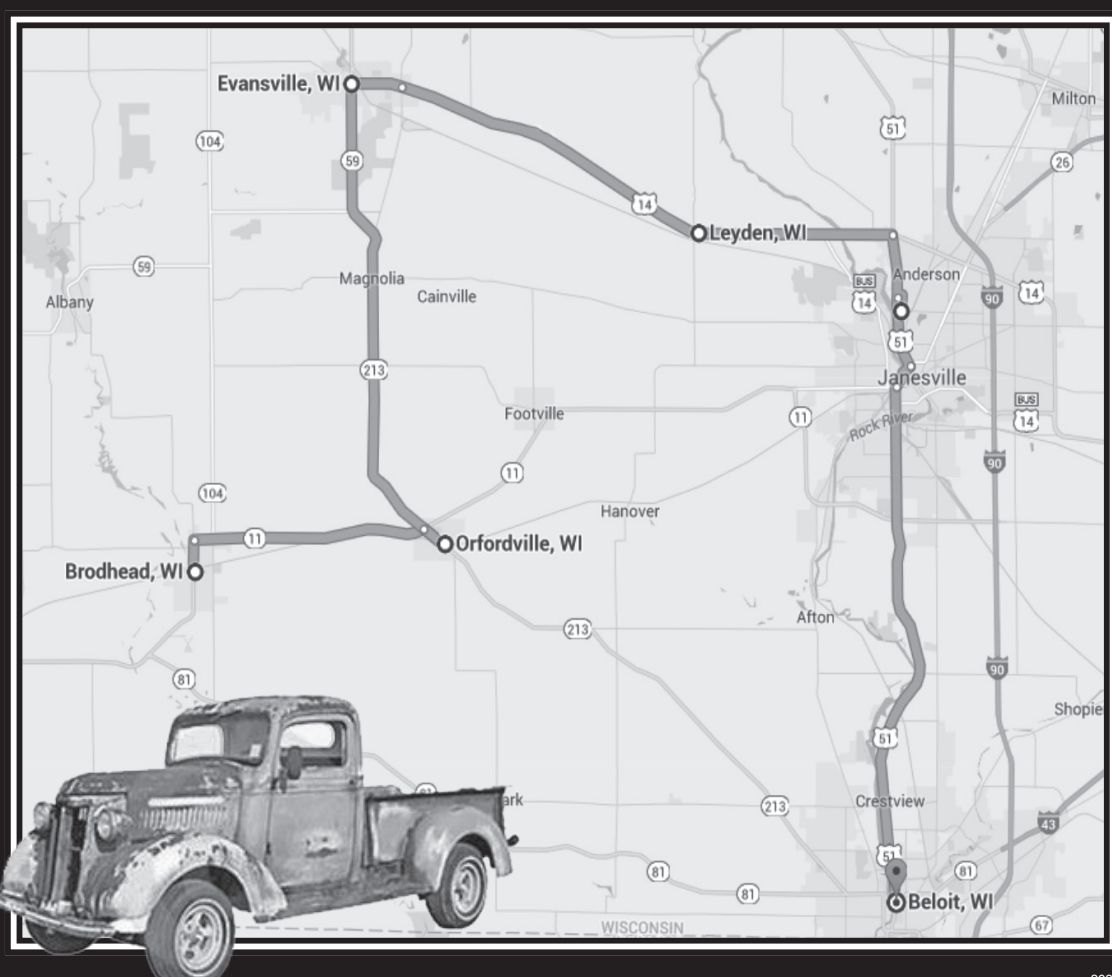 Evansville, WI
Milton
51
104
26
59
14
Leyden, WI
59
Albany
Magnolia
Cainville
Anderson
BUS
14
90
14
51
213
Janesville
Footville
11
BUS
14
Rock River
90
11
104
Hanover
11
Orfordville, WI
Brodhead, WI
Afton
213
81
90
Shopie
51
Crestview
ark
213
43
51
81
81
81
Beloit, WI
67
WISCONSIN